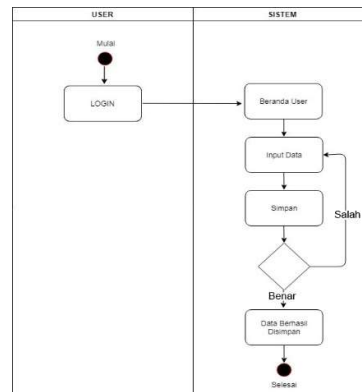 USER
SISTEM
Mulai
LOGIN
Beranda User
Input Data
Simpan
Salah
Benar
Data Berhasil
Disimpan
Selesai